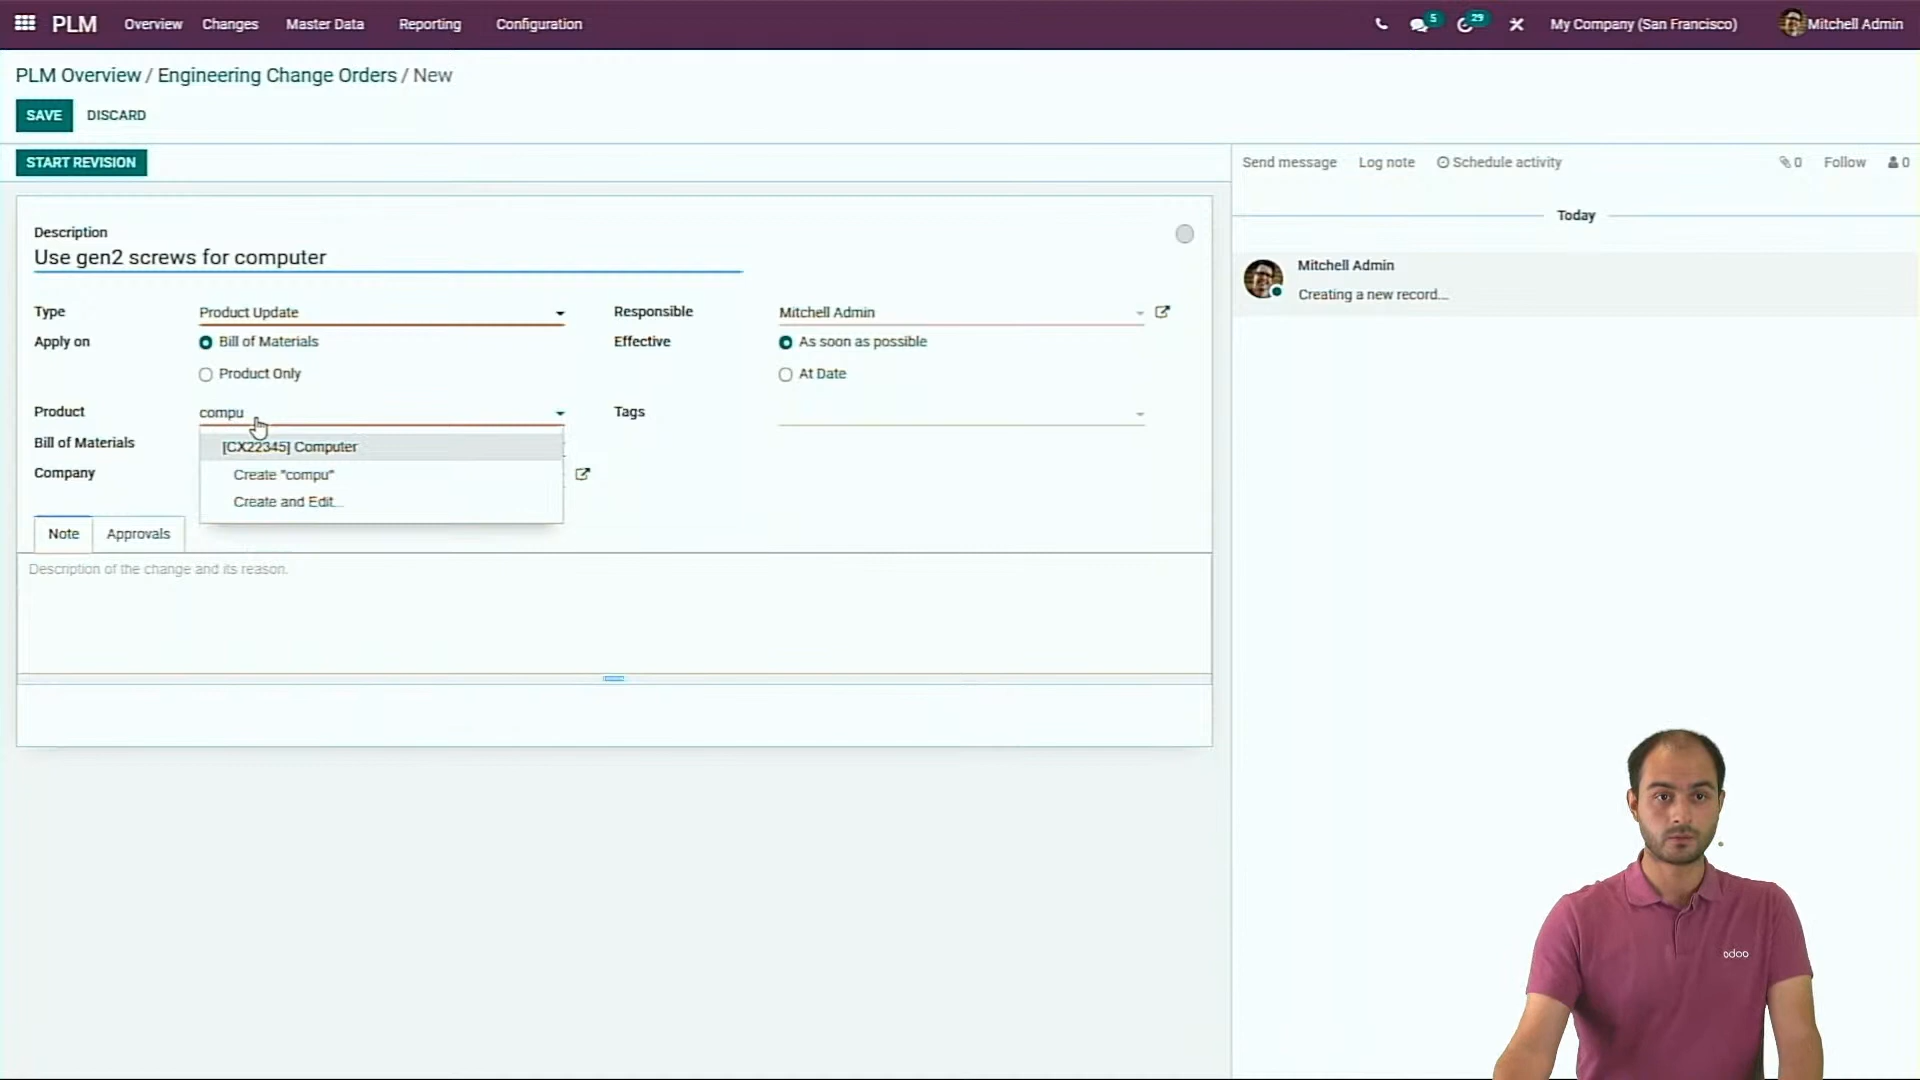 PLM Overview Changes Master Data Reporting Configuration 5 29 My Company (San Francisco) Mitchell Admin
PLM Overview / Engineering Change Orders / New
SAVE DISCARD
START REVISION
Send message Log note Schedule activity 0 Follow 0
Today
Description
Use gen2 screws for computer
Mitchell Admin
Creating a new record...
Type Product Update Responsible Mitchell Admin
Apply on Bill of Materials Effective As soon as possible
Product Only At Date
Product compu Tags
Bill of Materials [CX22345] Computer
Company Create "compu"
Create and Edit...
Note Approvals
Description of the change and its reason.
odoo